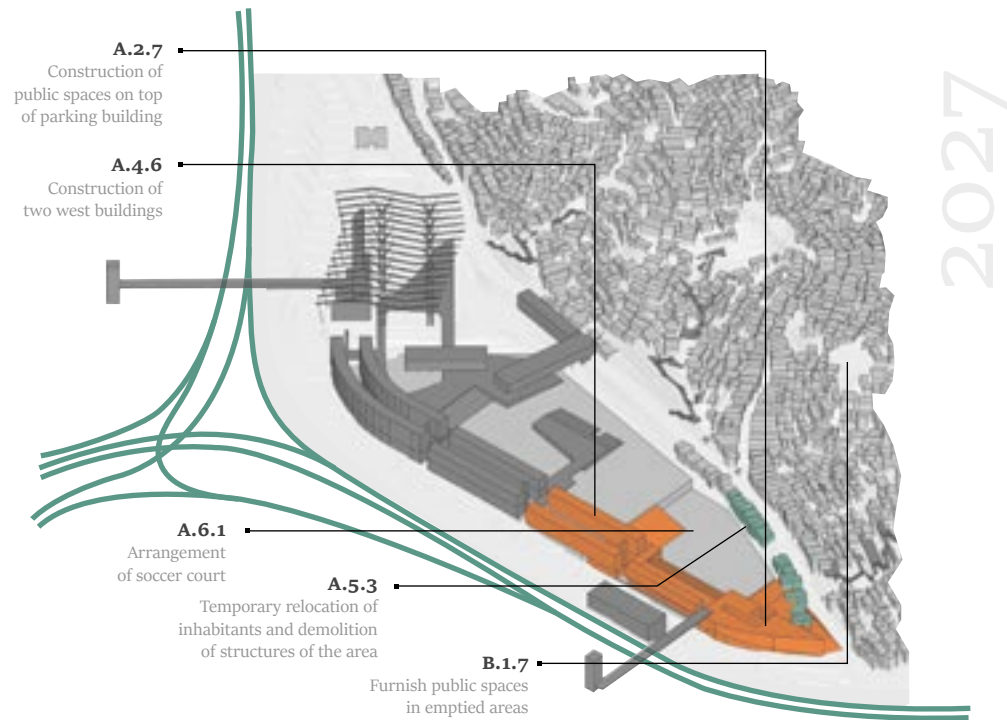 A.2.7
Construction of
public spaces on top
of parking building
2027
A.4.6
Construction of
two west buildings
A.6.1
Arrangement
of soccer court
A.5.3
Temporary relocation of
inhabitants and demolition
of structures of the area
B.1.7
Furnish public spaces
in emptied areas